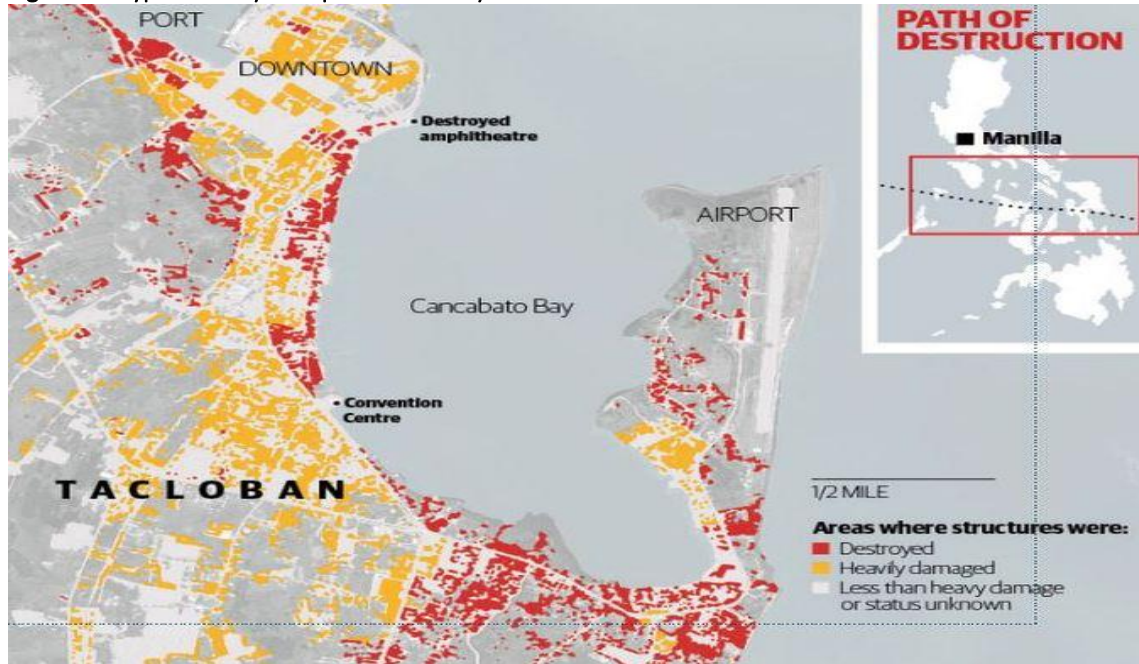 PORT
DOWNTOWN
• Destroyed
amphitheatre
AIRPORT
Cancabato Bay
• Convention
Centre
TACLOBAN
PATH OF
DESTRUCTION
Manilla
1/2 MILE
Areas where structures were:
Destroyed
Heavily damaged
Less than heavy damage
or status unknown